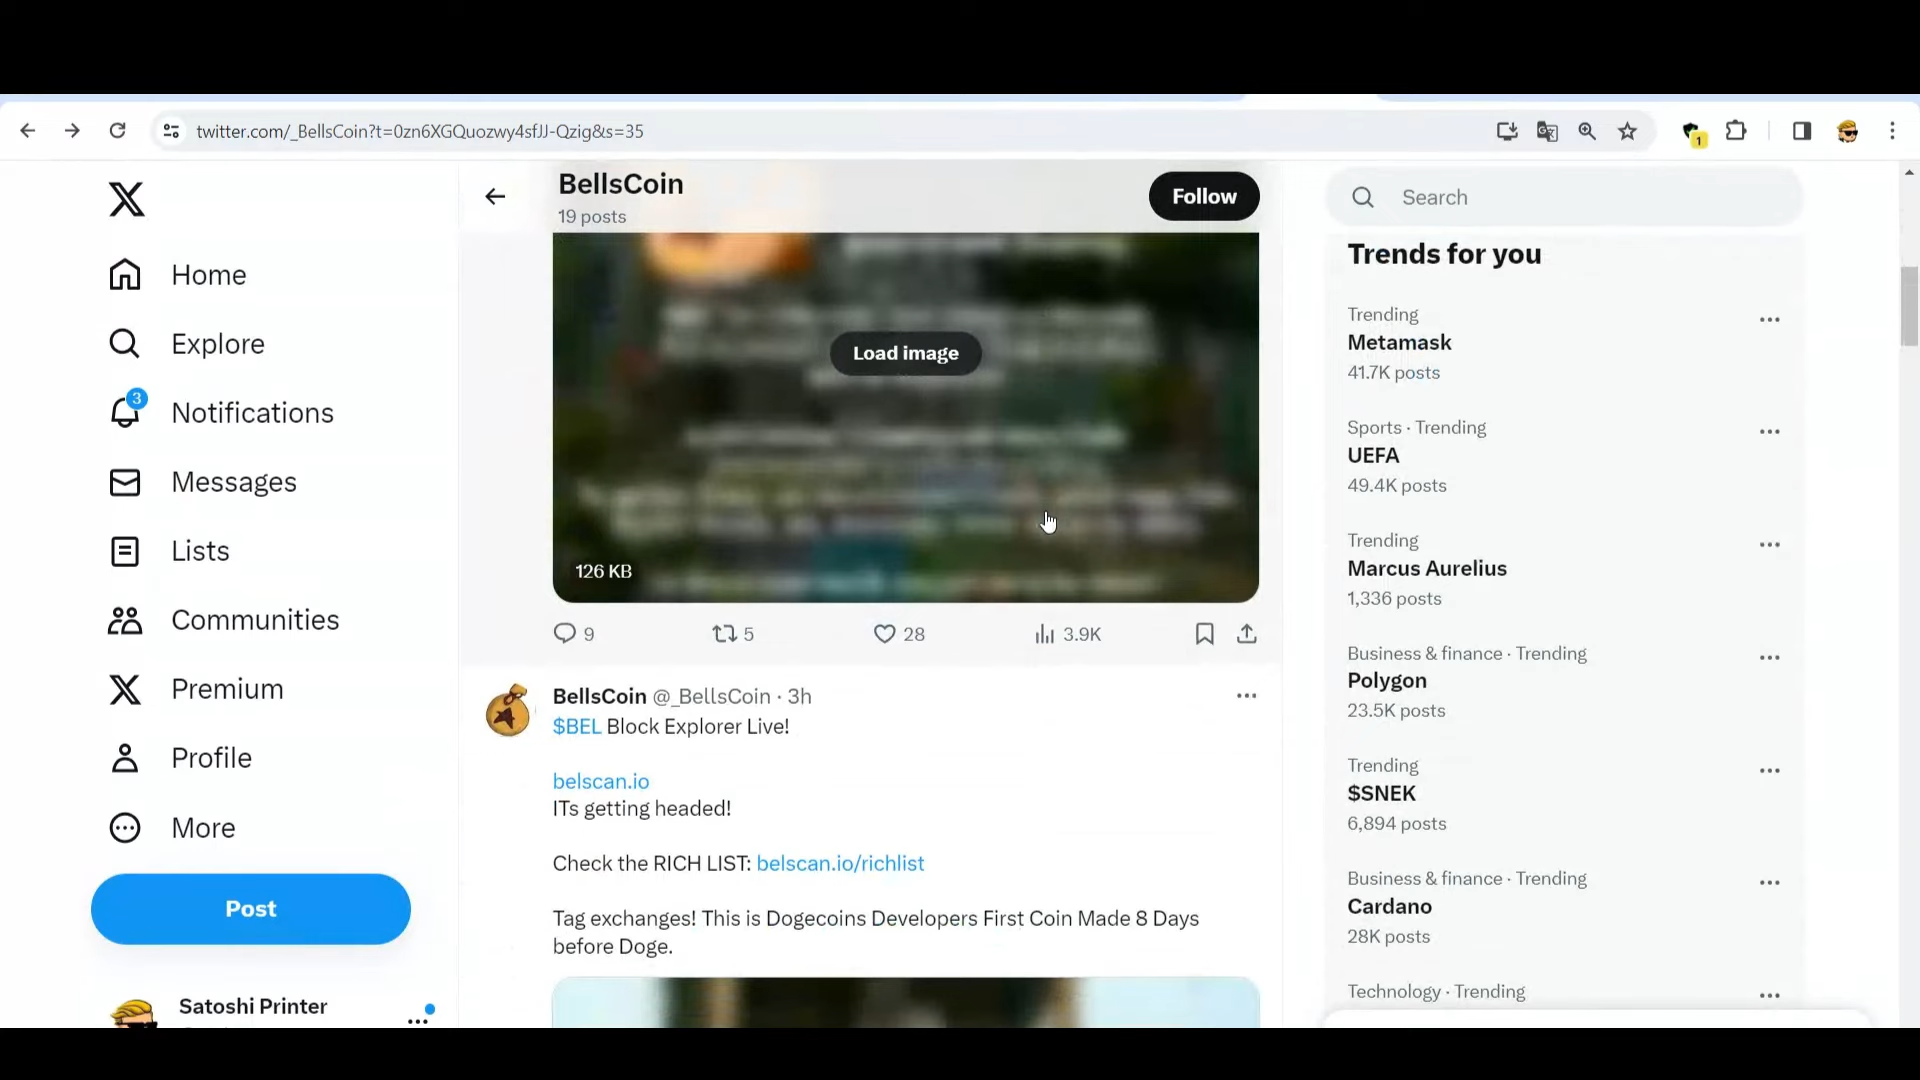 twitter.com/_BellsCoin?t=0zn6XGQuozwy4sfJJ-Qzig&s=35
1
X
Home
Explore
3
Notifications
Messages
Lists
Communities
Premium
Profile
More
Post
Satoshi Printer
BellsCoin
19 posts
Follow
Load image
126 KB
9
5
28
3.9K
BellsCoin @_BellsCoin · 3h
$BEL Block Explorer Live!
belscan.io
ITs getting headed!
Check the RICH LIST: belscan.io/richlist
Tag exchanges! This is Dogecoins Developers First Coin Made 8 Days
before Doge.
Search
Trends for you
Trending
Metamask
41.7K posts
Sports · Trending
UEFA
49.4K posts
Trending
Marcus Aurelius
1,336 posts
Business & finance · Trending
Polygon
23.5K posts
Trending
$SNEK
6,894 posts
Business & finance · Trending
Cardano
28K posts
Technology · Trending